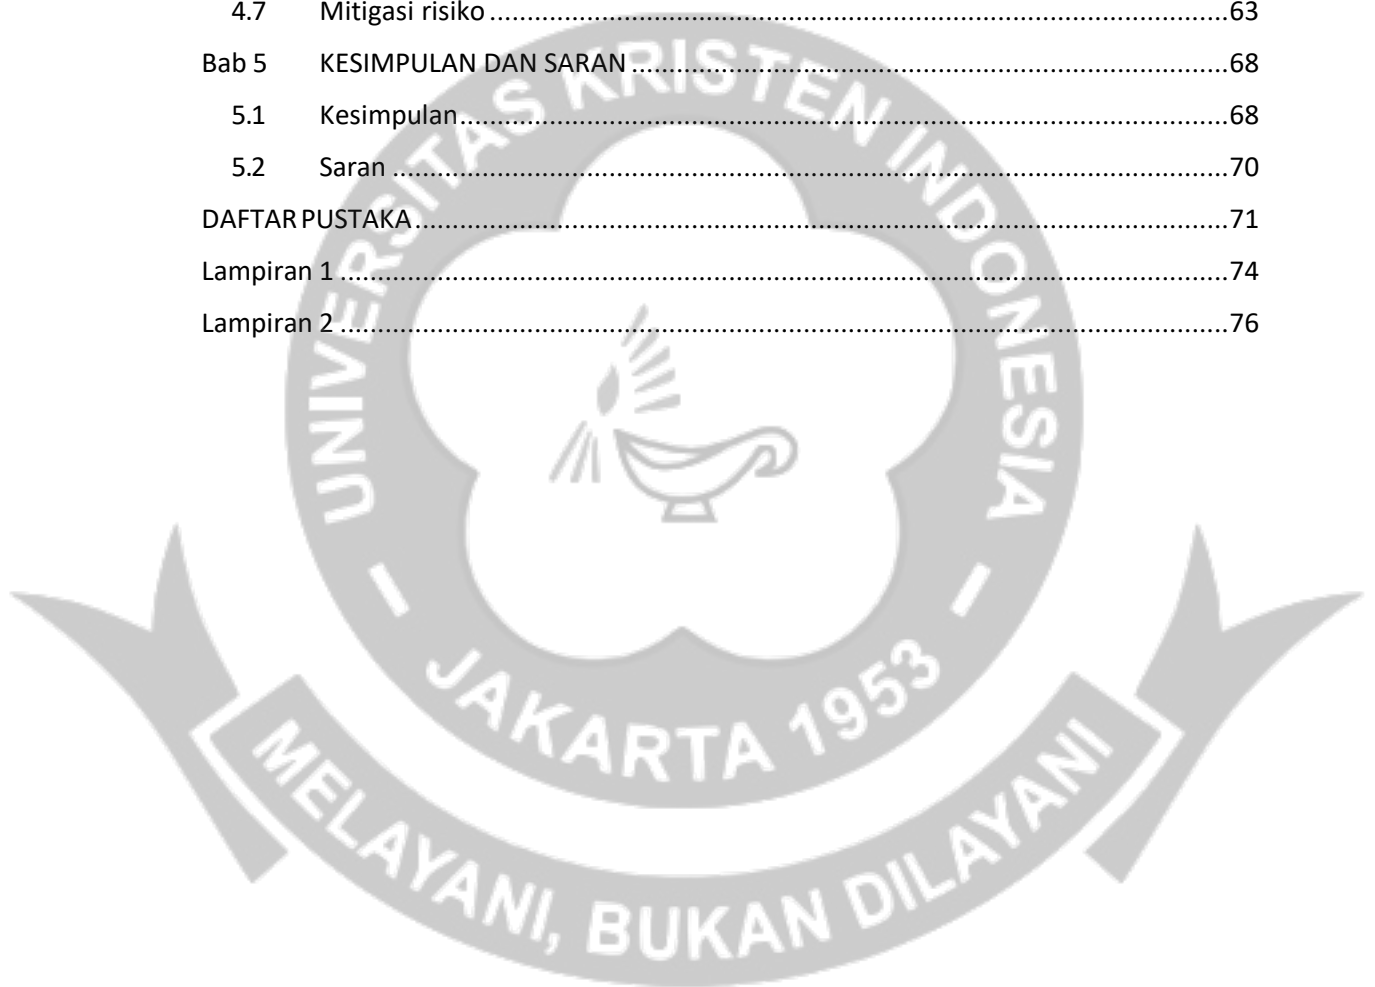 4.7 Mitigasi risiko ........................................................................................................63
Bab 5 KESIMPULAN DAN SARAN ....................................................................................68
5.1 Kesimpulan............................................................................................................68
5.2 Saran .....................................................................................................................70
DAFTAR PUSTAKA..................................................................................................................71
Lampiran 1 ............................................................................................................................74
Lampiran 2 ............................................................................................................................76
UNIVERSITAS KRISTEN INDONESIA
– JAKARTA 1953 –
MELAYANI, BUKAN DILAYANI